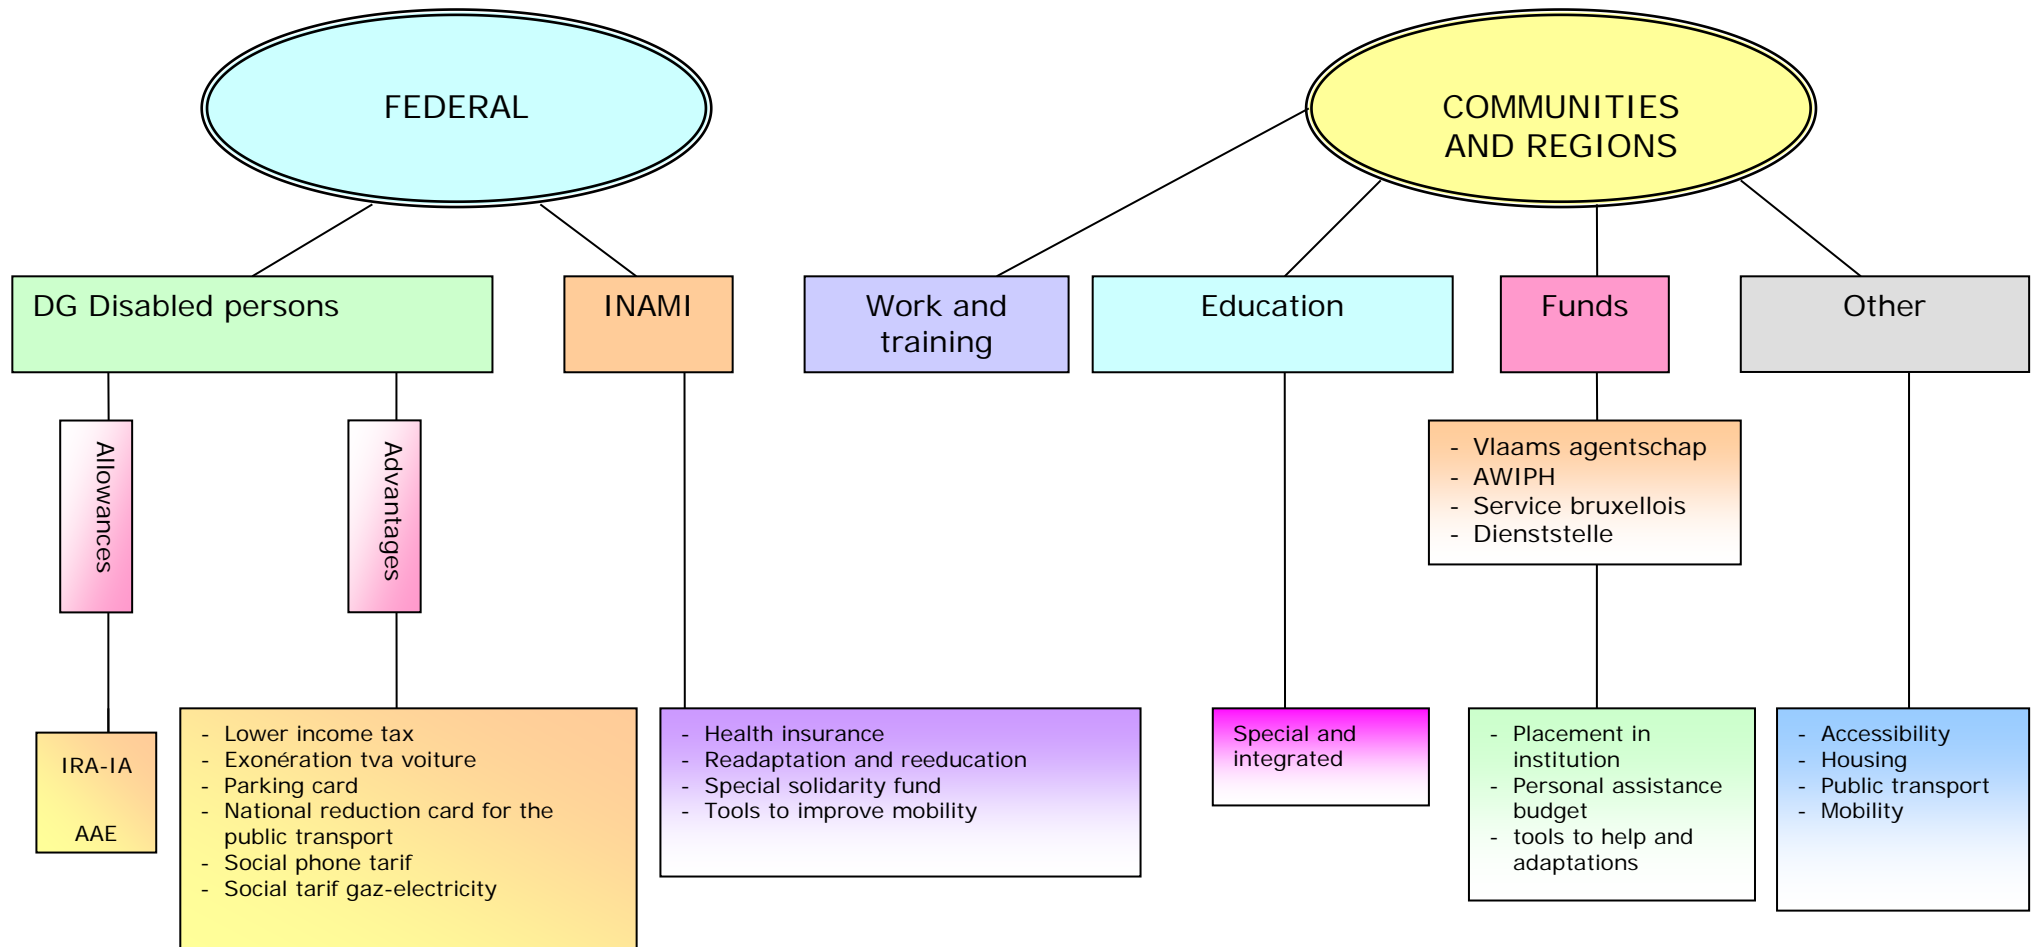 FEDERAL
COMMUNITIES
AND REGIONS
DG Disabled persons
INAMI
Work and
training
Education
Funds
Other
Allowances
Advantages
- Vlaams agentschap
- AWIPH
- Service bruxellois
- Dienststelle
IRA-IA
AAE
- Lower income tax
- Exonération tva voiture
- Parking card
- National reduction card for the
public transport
- Social phone tarif
- Social tarif gaz-electricity
- Health insurance
- Readaptation and reeducation
- Special solidarity fund
- Tools to improve mobility
Special and
integrated
- Placement in
institution
- Personal assistance
budget
- tools to help and
adaptations
- Accessibility
- Housing
- Public transport
- Mobility